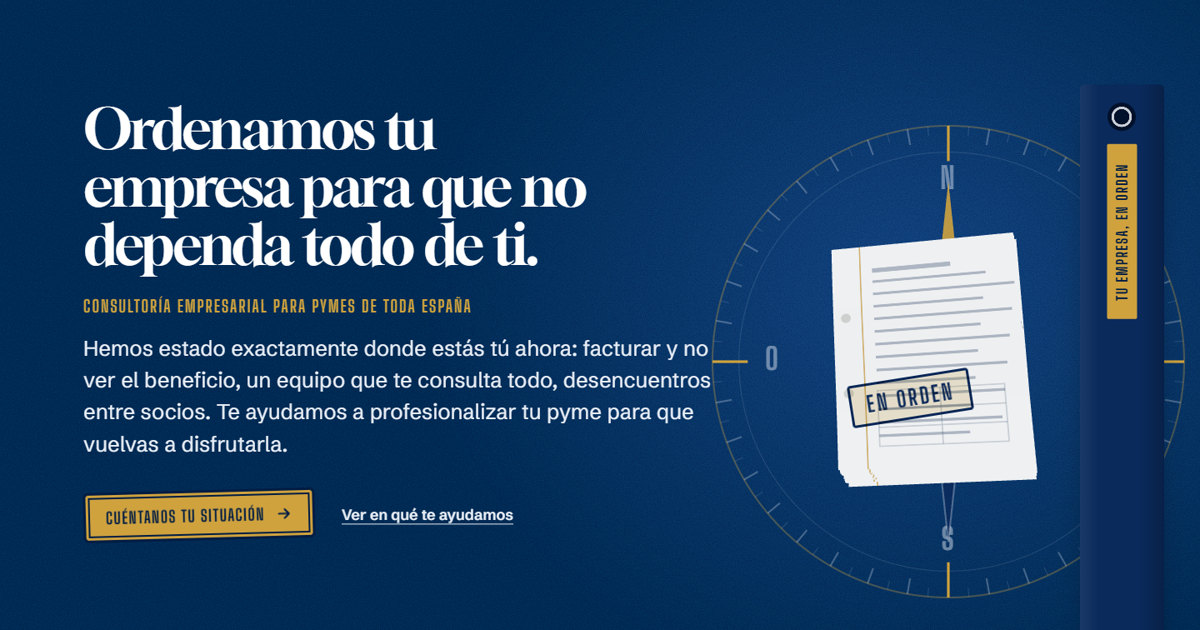 Ordenamos tu
empresa para que no
dependa todo de ti.
CONSULTORÍA EMPRESARIAL PARA PYMES DE TODA ESPAÑA
Hemos estado exactamente donde estás tú ahora: facturar y no
ver el beneficio, un equipo que te consulta todo, desencuentros
entre socios. Te ayudamos a profesionalizar tu pyme para que
vuelvas a disfrutarla.
CUÉNTANOS TU SITUACIÓN →
Ver en qué te ayudamos
N
O
EN ORDEN
S
TU EMPRESA, EN ORDEN